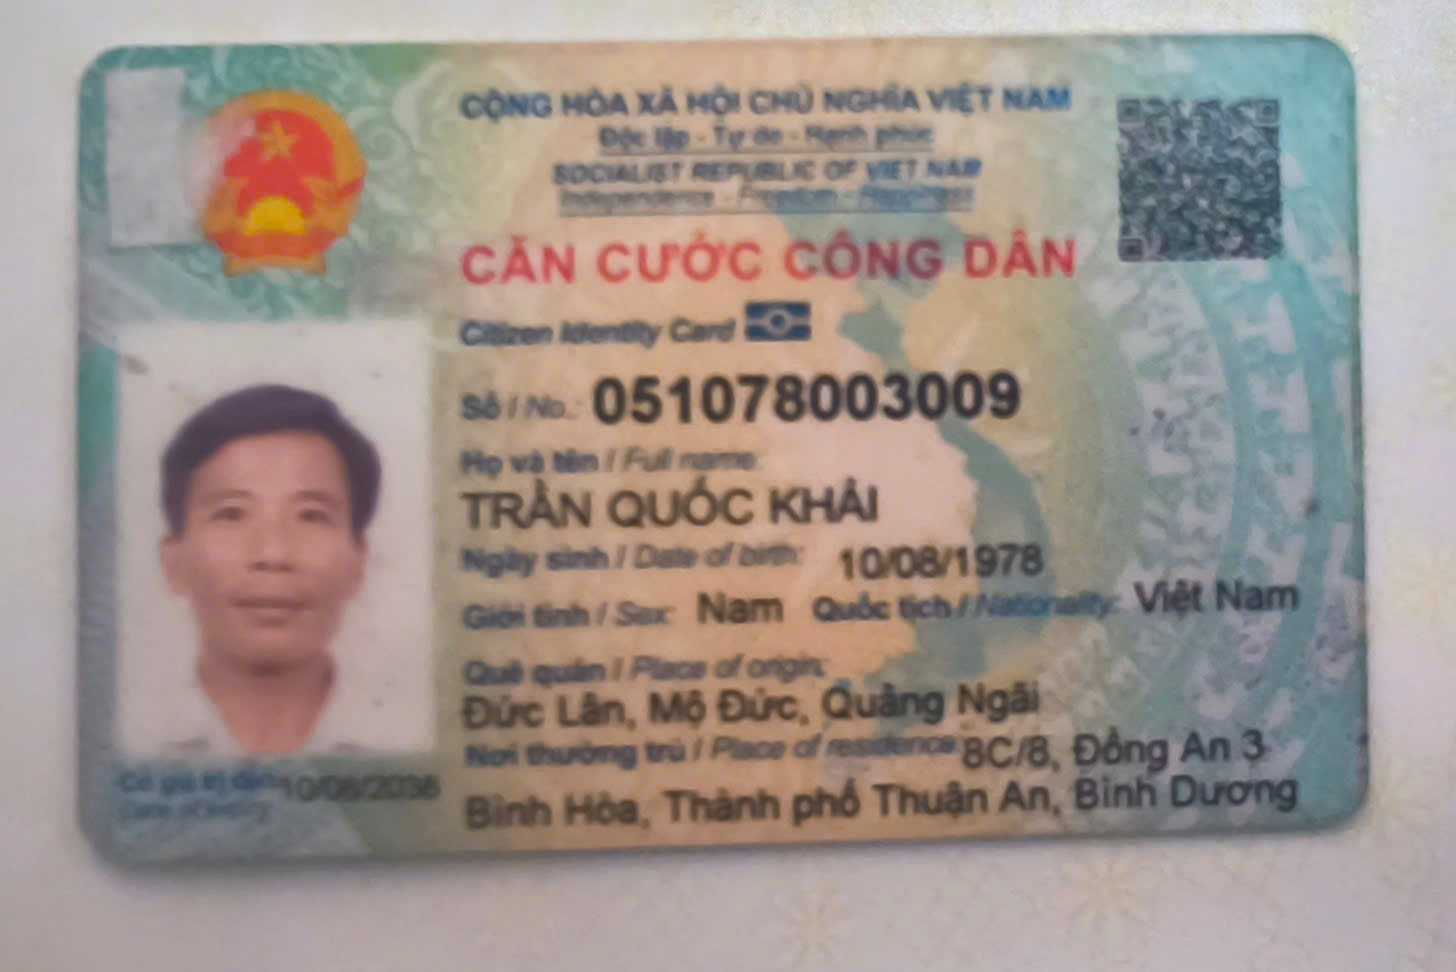 CỘNG HÒA XÃ HỘI CHỦ NGHĨA VIỆT NAM
Độc lập - Tự do - Hạnh phúc
SOCIALIST REPUBLIC OF VIET NAM
Independence - Freedom - Happiness
CĂN CƯỚC CÔNG DÂN
Citizen Identity Card
Số / No.: 051078003009
Họ và tên / Full name:
TRẦN QUỐC KHẢI
Ngày sinh / Date of birth: 10/08/1978
Giới tính / Sex: Nam Quốc tịch / Nationality: Việt Nam
Quê quán / Place of origin:
Đức Lân, Mộ Đức, Quảng Ngãi
Nơi thường trú / Place of residence: 8C/8, Đồng An 3
Bình Hòa, Thành phố Thuận An, Bình Dương
Có giá trị đến: 10/08/2038
Date of expiry